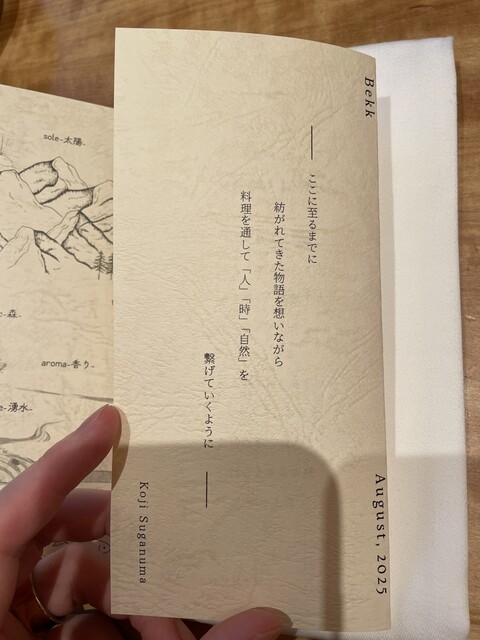 Bekk
August, 2025
― ここに至るまでに
紡がれてきた物語を想いながら
料理を通して「人」「時」「自然」を
繋げていくように ―
Koji Suganuma
sole-太陽-
-森-
aroma-香り-
-湧水-